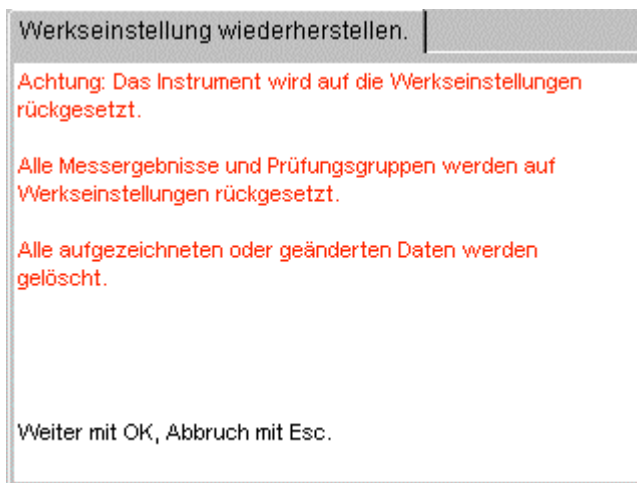 Werkseinstellung wiederherstellen.
Achtung: Das Instrument wird auf die Werkseinstellungen
rückgesetzt.
Alle Messergebnisse und Prüfungsgruppen werden auf
Werkseinstellungen rückgesetzt.
Alle aufgezeichneten oder geänderten Daten werden
gelöscht.
Weiter mit OK, Abbruch mit Esc.